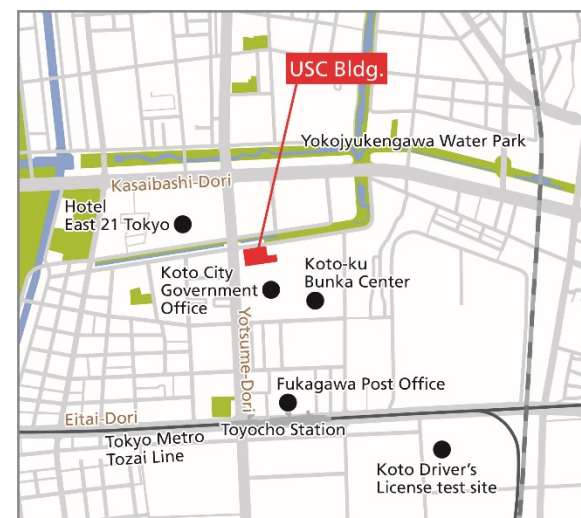 USC Bldg.
Yokojyukengawa Water Park
Kasaibashi-Dori
Hotel
East 21 Tokyo
Koto City
Government
Office
Koto-ku
Bunka Center
Yotsume-Dori
Fukagawa Post Office
Eitai-Dori
Toyocho Station
Tokyo Metro
Tozai Line
Koto Driver's
License test site